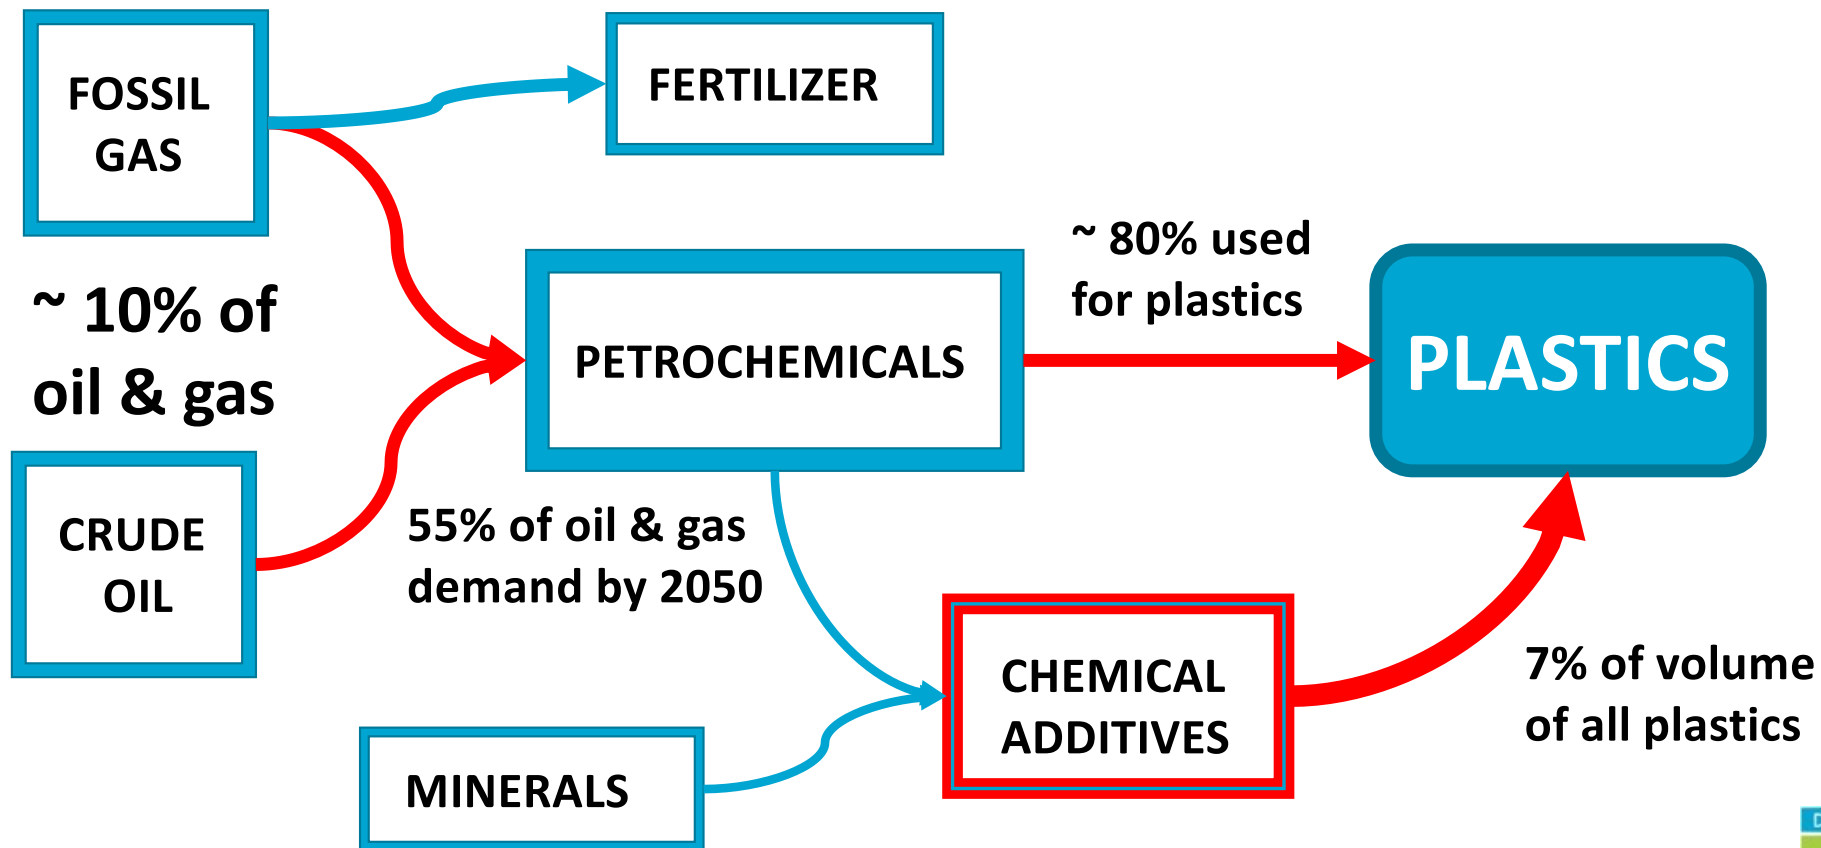 FOSSIL
GAS
FERTILIZER
~ 10% of
oil & gas
PETROCHEMICALS
~ 80% used
for plastics
PLASTICS
CRUDE
OIL
55% of oil & gas
demand by 2050
CHEMICAL
ADDITIVES
7% of volume
of all plastics
MINERALS